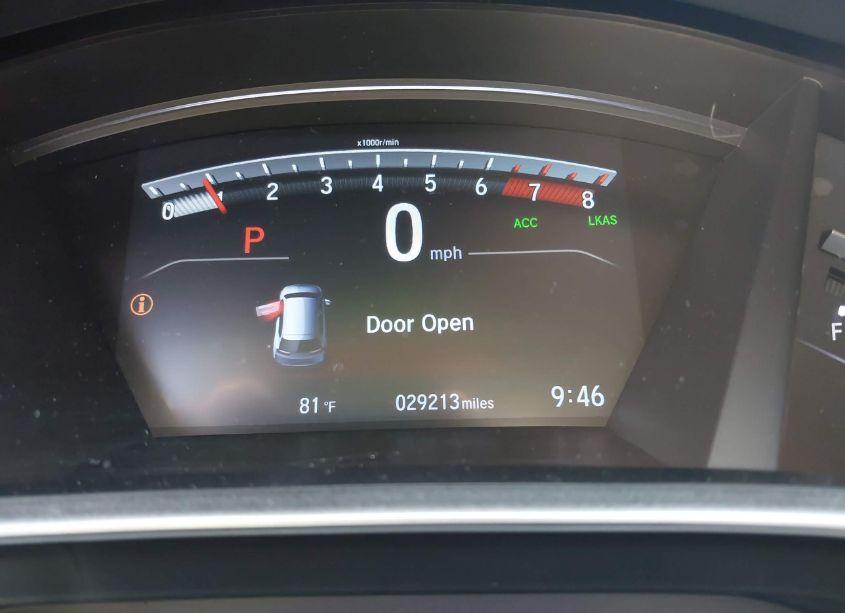 x1000r/min
0 1 2 3 4 5 6 7 8
P 0 mph ACC LKAS
i
Door Open
81 °F 029213 miles 9:46
F